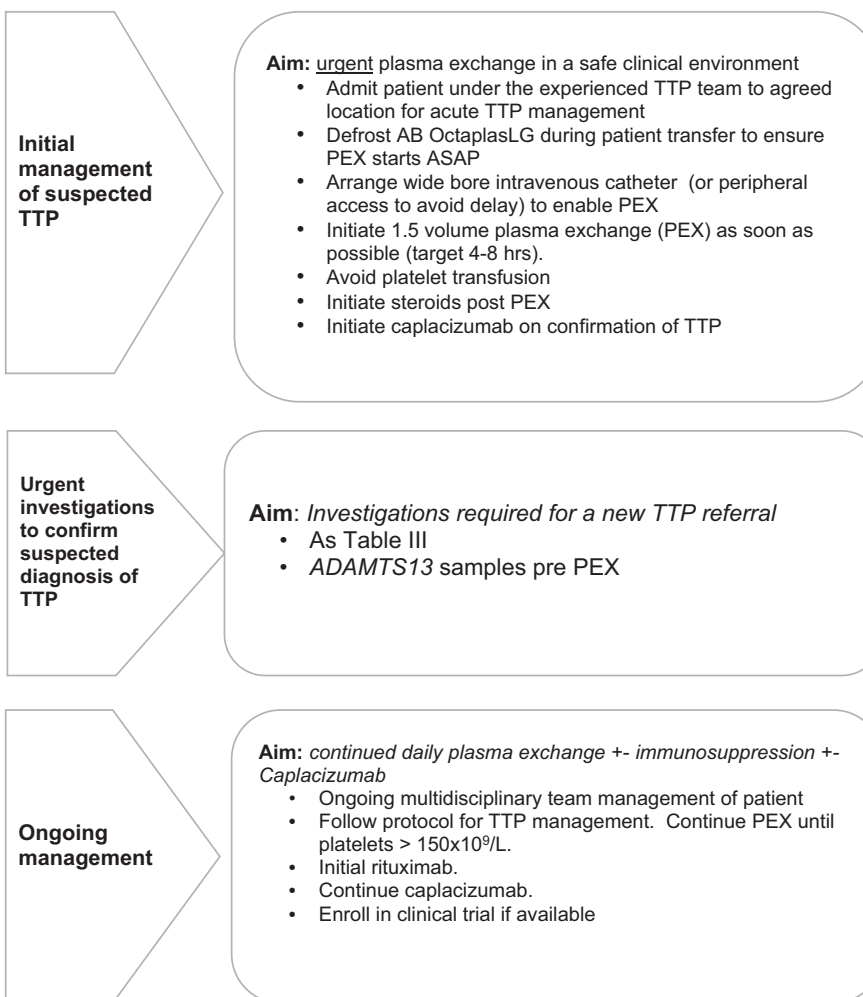 Initial
management
of suspected
TTP
Aim: urgent plasma exchange in a safe clinical environment
• Admit patient under the experienced TTP team to agreed
location for acute TTP management
• Defrost AB OctaplasLG during patient transfer to ensure
PEX starts ASAP
• Arrange wide bore intravenous catheter (or peripheral
access to avoid delay) to enable PEX
• Initiate 1.5 volume plasma exchange (PEX) as soon as
possible (target 4-8 hrs).
• Avoid platelet transfusion
• Initiate steroids post PEX
• Initiate caplacizumab on confirmation of TTP
Urgent
investigations
to confirm
suspected
diagnosis of
TTP
Aim: Investigations required for a new TTP referral
• As Table III
• ADAMTS13 samples pre PEX
Ongoing
management
Aim: continued daily plasma exchange +- immunosuppression +-
Caplacizumab
• Ongoing multidisciplinary team management of patient
• Follow protocol for TTP management. Continue PEX until
platelets > 150x10⁹/L.
• Initial rituximab.
• Continue caplacizumab.
• Enroll in clinical trial if available